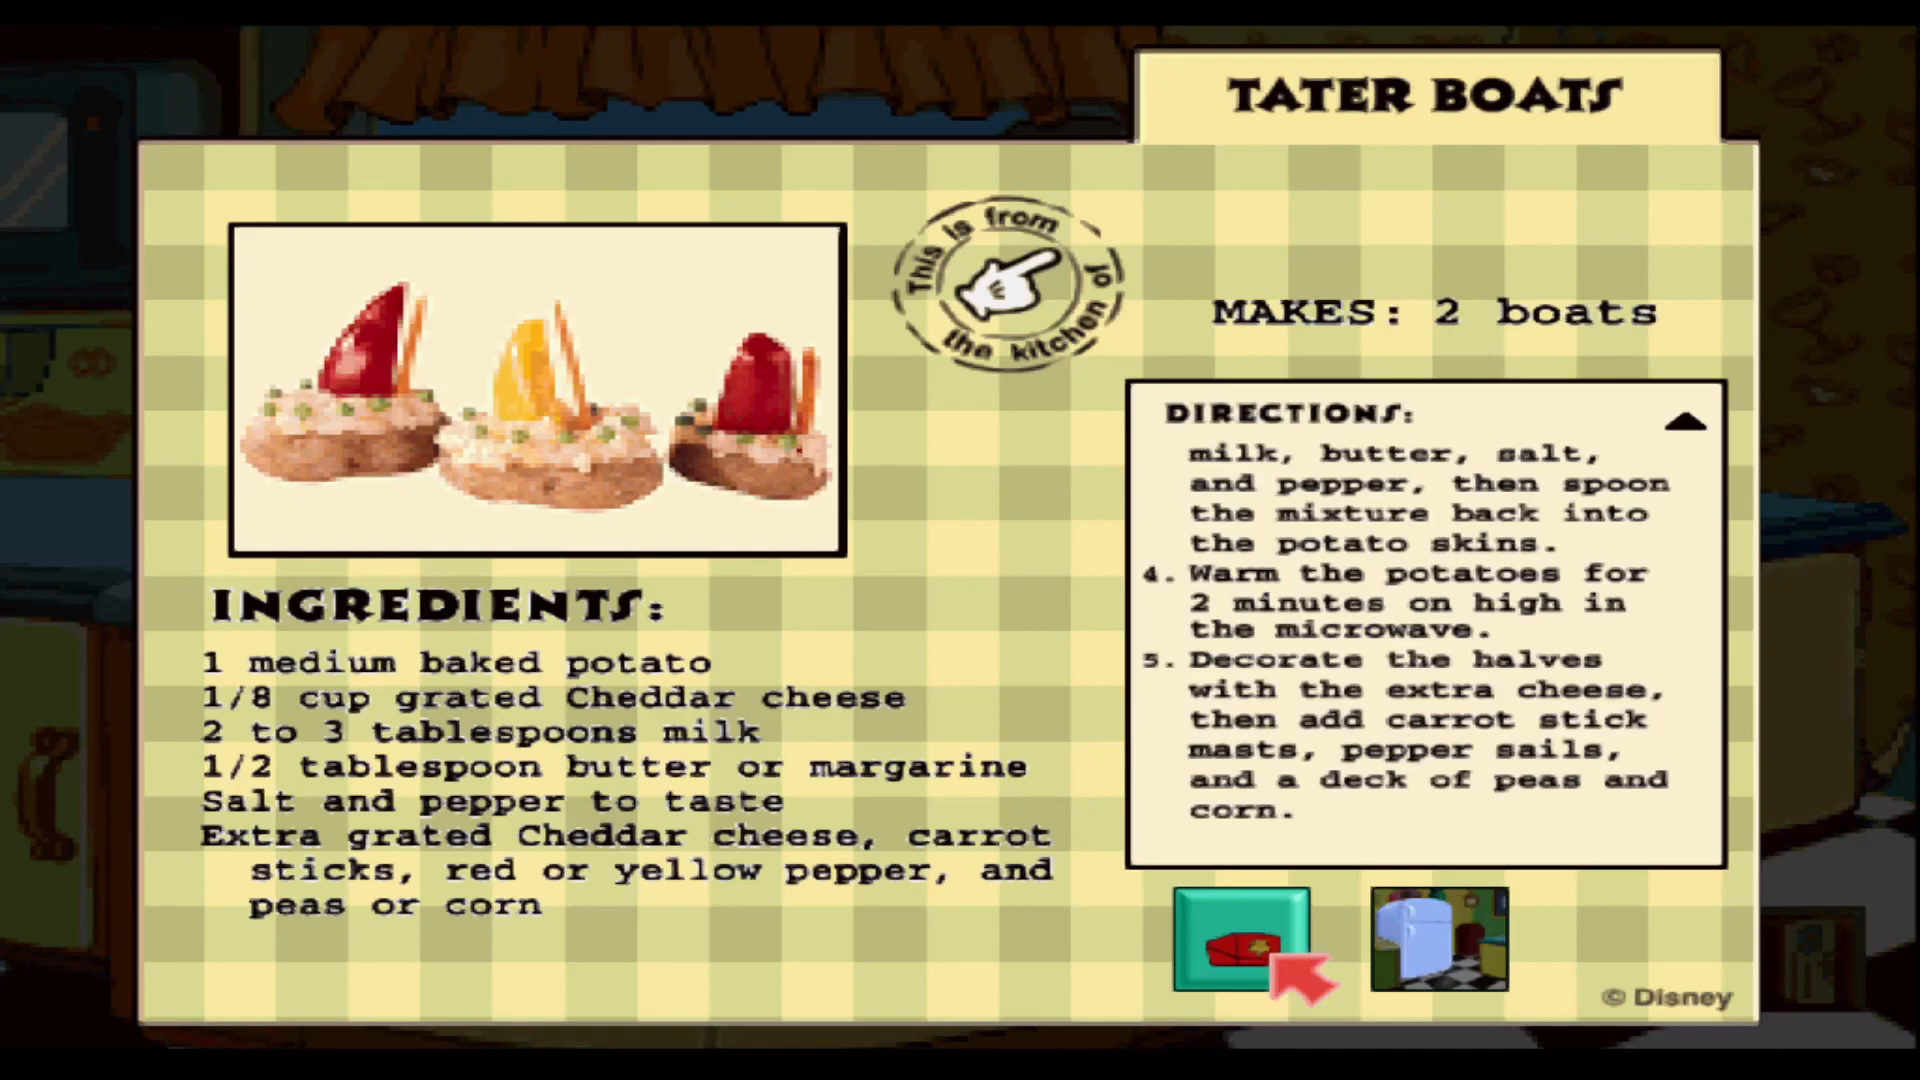 TATER BOATS
This is from
the kitchen of
MAKES: 2 boats
INGREDIENTS:
1 medium baked potato
1/8 cup grated Cheddar cheese
2 to 3 tablespoons milk
1/2 tablespoon butter or margarine
Salt and pepper to taste
Extra grated Cheddar cheese, carrot
sticks, red or yellow pepper, and
peas or corn
DIRECTIONS:
milk, butter, salt,
and pepper, then spoon
the mixture back into
the potato skins.
4. Warm the potatoes for
2 minutes on high in
the microwave.
5. Decorate the halves
with the extra cheese,
then add carrot stick
masts, pepper sails,
and a deck of peas and
corn.
© Disney